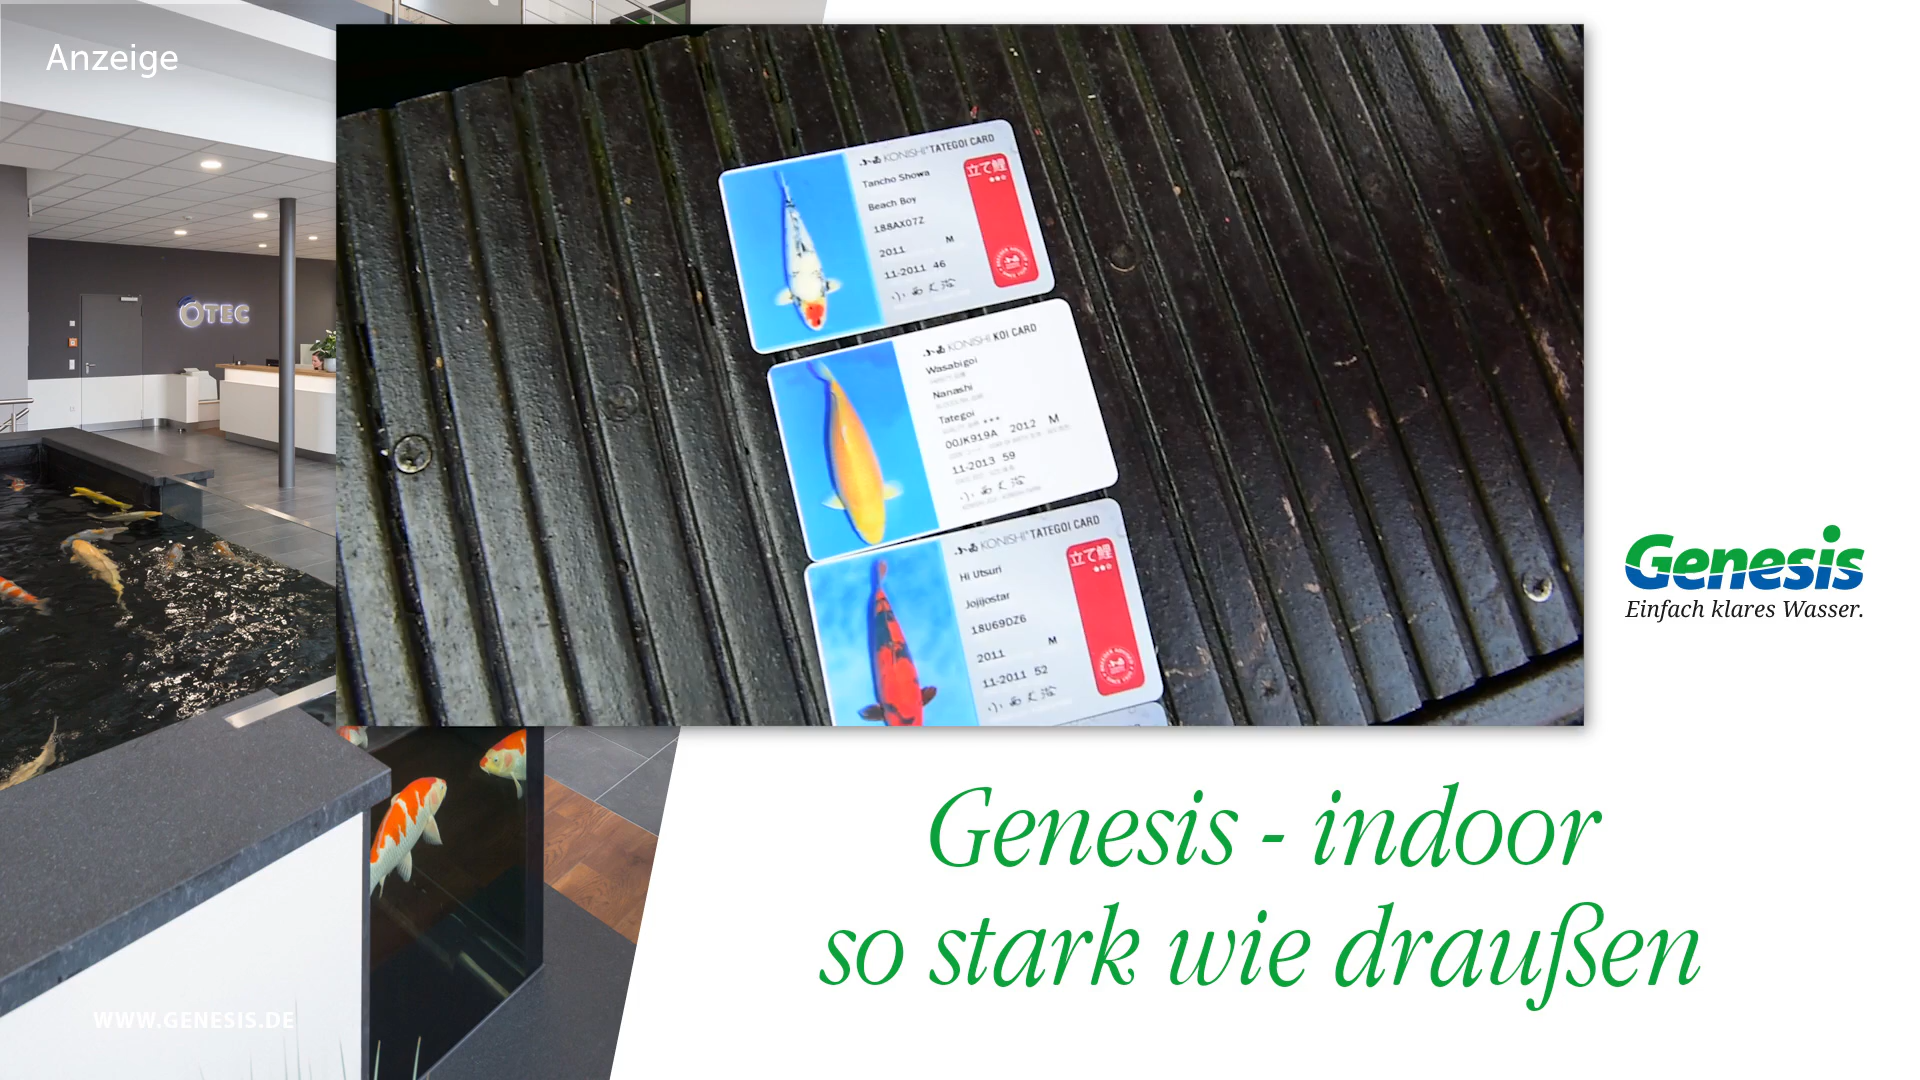 Anzeige
OTEC
KONISHI TATEGOI CARD
Tancho Showa
Beach Boy
188AX07Z
2011 M
11-2011 46
立て鯉
KONISHI KOI CARD
Wasabigoi
Nanashi
Tategoi
00JK919A 2012 M
11-2013 59
KONISHI TATEGOI CARD
Hi Utsuri
Jojijostar
18U69DZ6
2011 M
11-2011 52
立て鯉
Genesis
Einfach klares Wasser.
Genesis - indoor
so stark wie draußen
WWW.GENESIS.DE